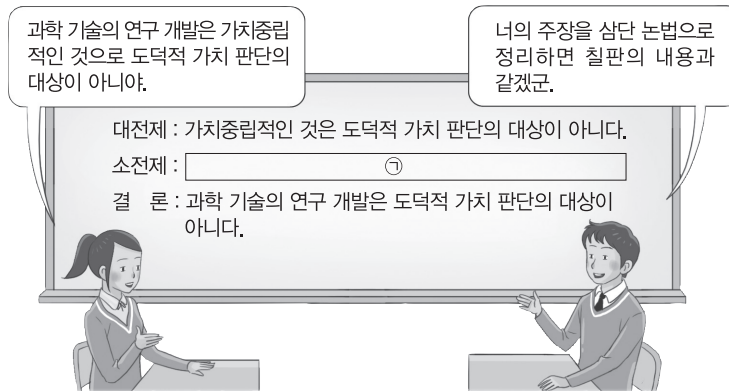 과학 기술의 연구 개발은 가치중립
적인 것으로 도덕적 가치 판단의
대상이 아니야.
너의 주장을 삼단 논법으로
정리하면 칠판의 내용과
같겠군.
대전제 : 가치중립적인 것은 도덕적 가치 판단의 대상이 아니다.
소전제 : ㉠
결 론 : 과학 기술의 연구 개발은 도덕적 가치 판단의 대상이
아니다.